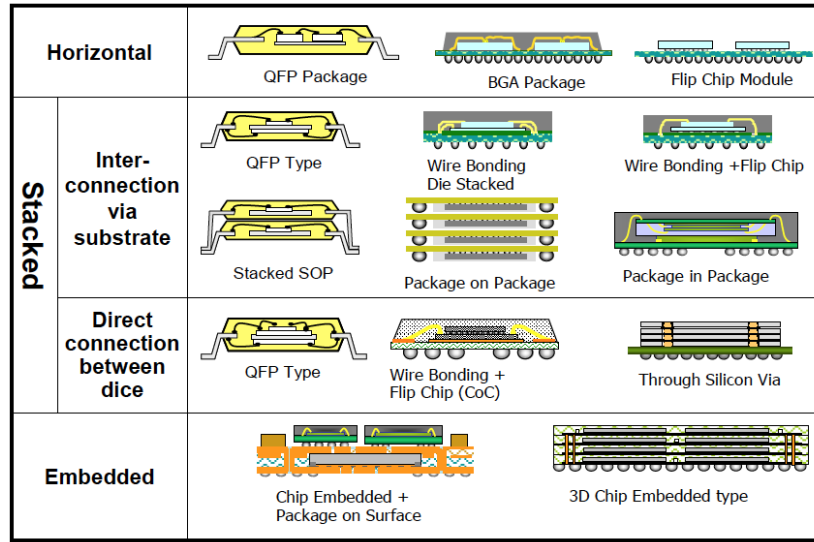 Horizontal
QFP Package
BGA Package
Flip Chip Module
Stacked
Inter-
connection
via
substrate
QFP Type
Wire Bonding
Die Stacked
Wire Bonding +Flip Chip
Stacked SOP
Package on Package
Package in Package
Direct
connection
between
dice
QFP Type
Wire Bonding +
Flip Chip (CoC)
Through Silicon Via
Embedded
Chip Embedded +
Package on Surface
3D Chip Embedded type